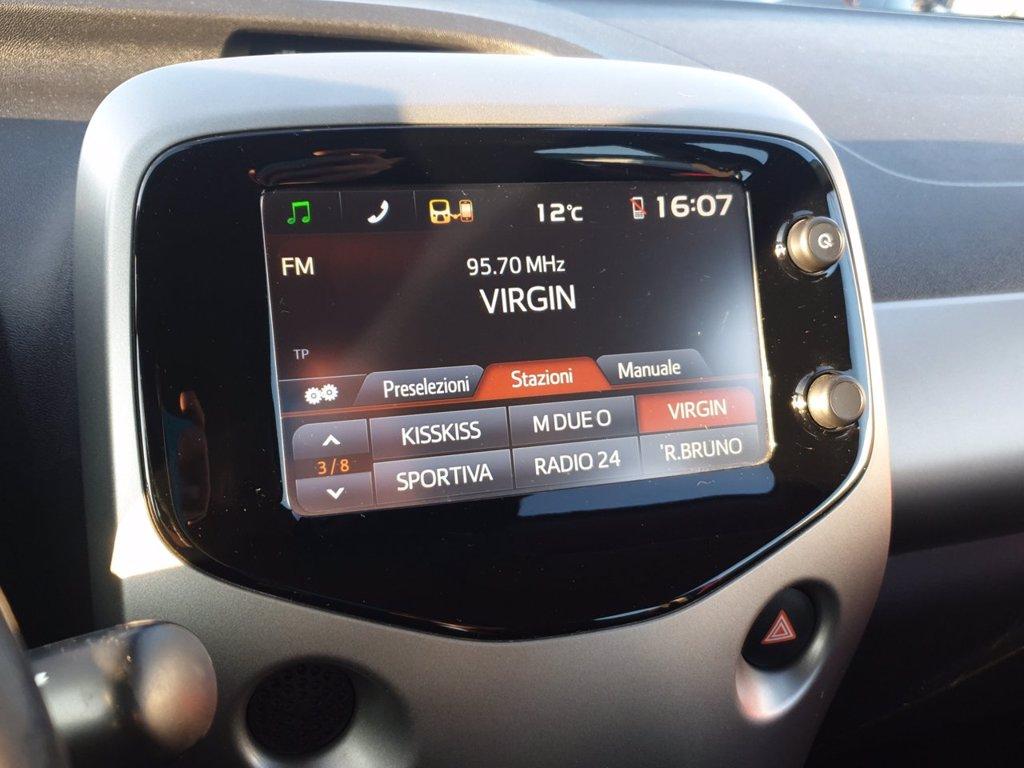 12°C 16:07
FM 95.70 MHz
VIRGIN
TP
Preselezioni Stazioni Manuale
KISSKISS M DUE O VIRGIN
3/8
SPORTIVA RADIO 24 'R.BRUNO